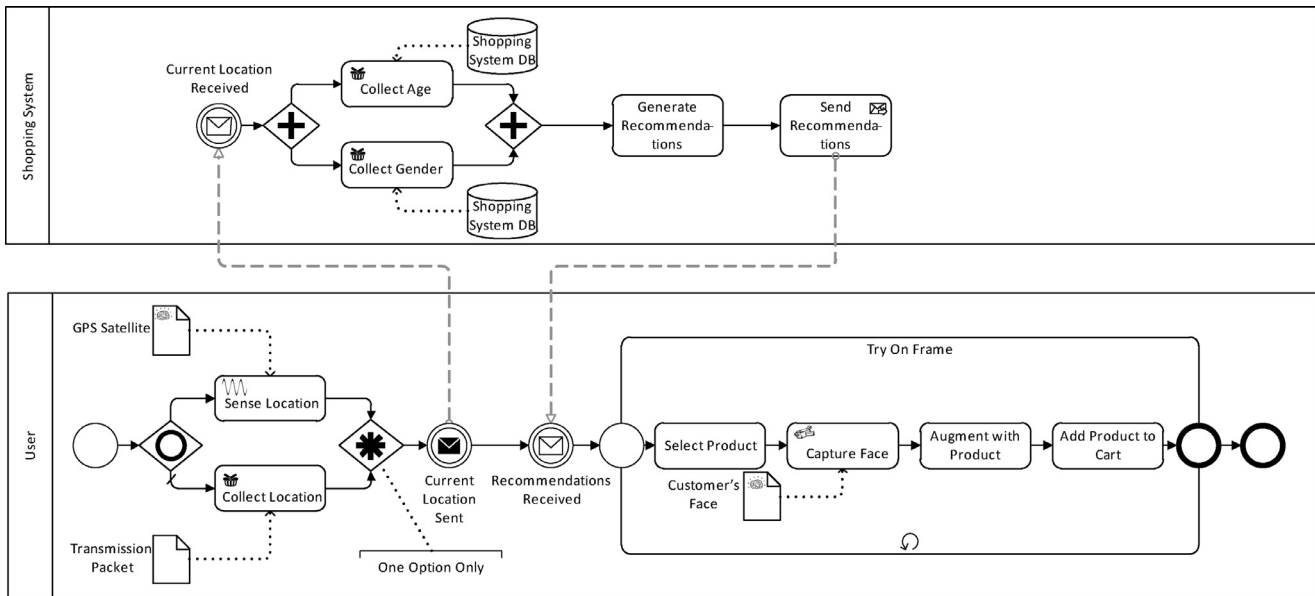 Shopping System
Current Location
Received
Collect Age
Shopping
System DB
Collect Gender
Shopping
System DB
Generate
Recommenda-
tions
Send
Recommenda-
tions
User
GPS Satellite
Sense Location
Collect Location
Transmission
Packet
One Option Only
Current
Location
Sent
Recommendations
Received
Try On Frame
Select Product
Capture Face
Customer's
Face
Augment with
Product
Add Product to
Cart